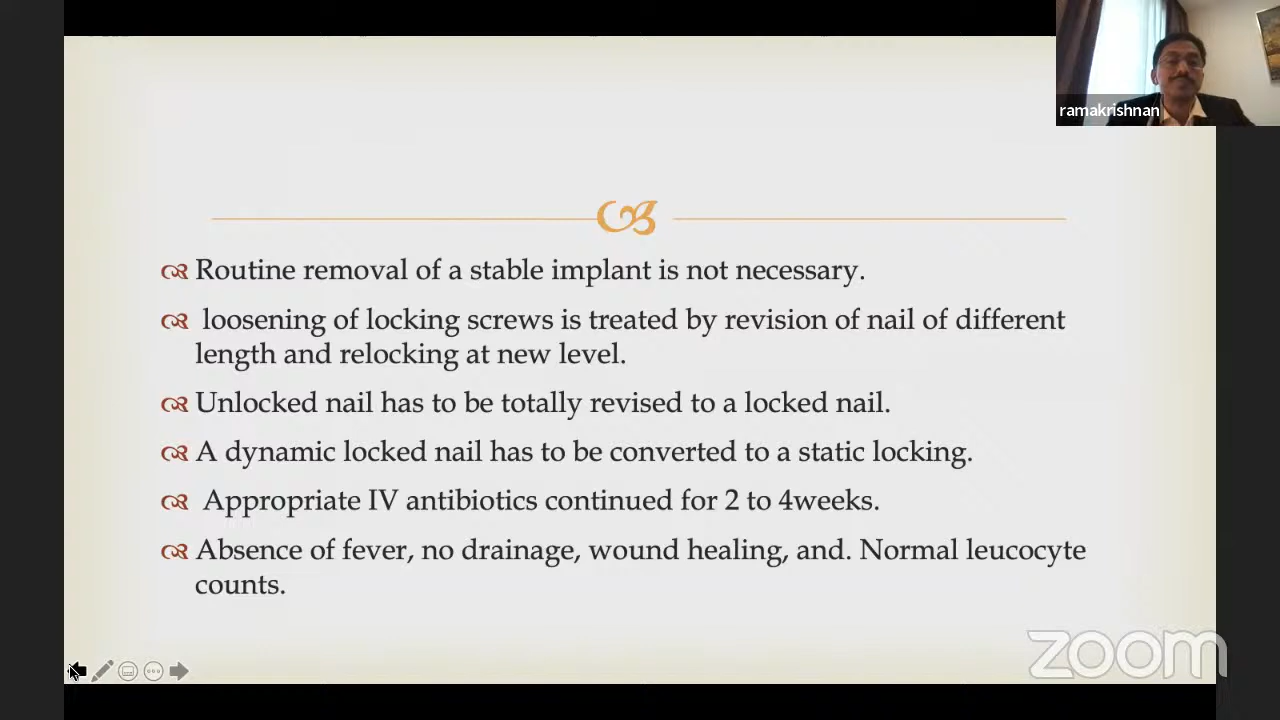 ramakrishnan
Routine removal of a stable implant is not necessary.
loosening of locking screws is treated by revision of nail of different
length and relocking at new level.
Unlocked nail has to be totally revised to a locked nail.
A dynamic locked nail has to be converted to a static locking.
Appropriate IV antibiotics continued for 2 to 4weeks.
Absence of fever, no drainage, wound healing, and. Normal leucocyte
counts.
zoom